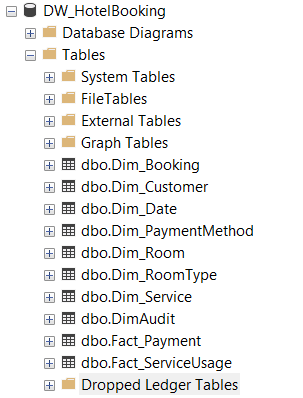 DW_HotelBooking
Database Diagrams
Tables
System Tables
FileTables
External Tables
Graph Tables
dbo.Dim_Booking
dbo.Dim_Customer
dbo.Dim_Date
dbo.Dim_PaymentMethod
dbo.Dim_Room
dbo.Dim_RoomType
dbo.Dim_Service
dbo.DimAudit
dbo.Fact_Payment
dbo.Fact_ServiceUsage
Dropped Ledger Tables